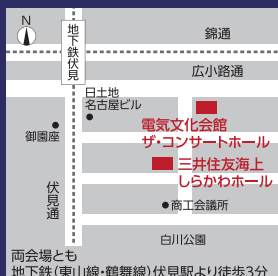 N
地下鉄伏見
錦通
広小路通
日土地
名古屋ビル
電気文化会館
ザ・コンサートホール
御園座
三井住友海上
しらかわホール
伏見通
商工会議所
白川公園
両会場とも
地下鉄(東山線・鶴舞線)伏見駅より徒歩3分